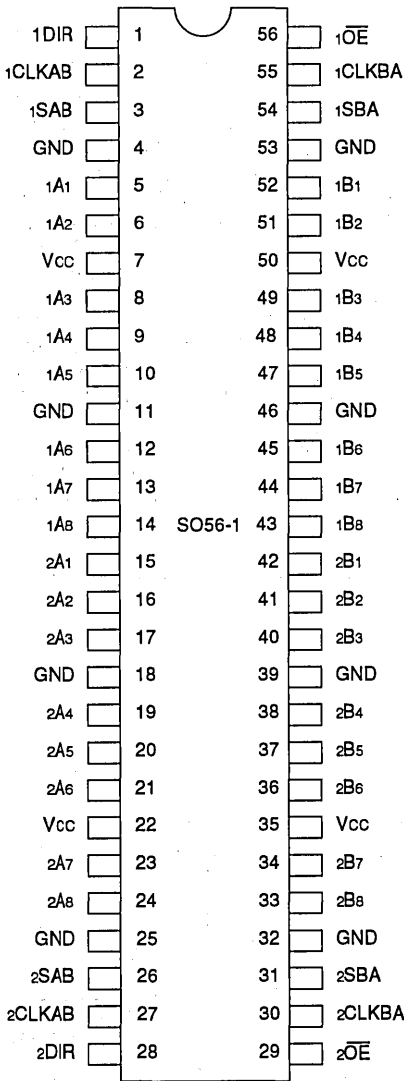 1DIR 1 56 1OE
1CLKAB 2 55 1CLKBA
1SAB 3 54 1SBA
GND 4 53 GND
1A1 5 52 1B1
1A2 6 51 1B2
Vcc 7 50 Vcc
1A3 8 49 1B3
1A4 9 48 1B4
1A5 10 47 1B5
GND 11 46 GND
1A6 12 45 1B6
1A7 13 44 1B7
1A8 14 SO56-1 43 1B8
2A1 15 42 2B1
2A2 16 41 2B2
2A3 17 40 2B3
GND 18 39 GND
2A4 19 38 2B4
2A5 20 37 2B5
2A6 21 36 2B6
Vcc 22 35 Vcc
2A7 23 34 2B7
2A8 24 33 2B8
GND 25 32 GND
2SAB 26 31 2SBA
2CLKAB 27 30 2CLKBA
2DIR 28 29 2OE